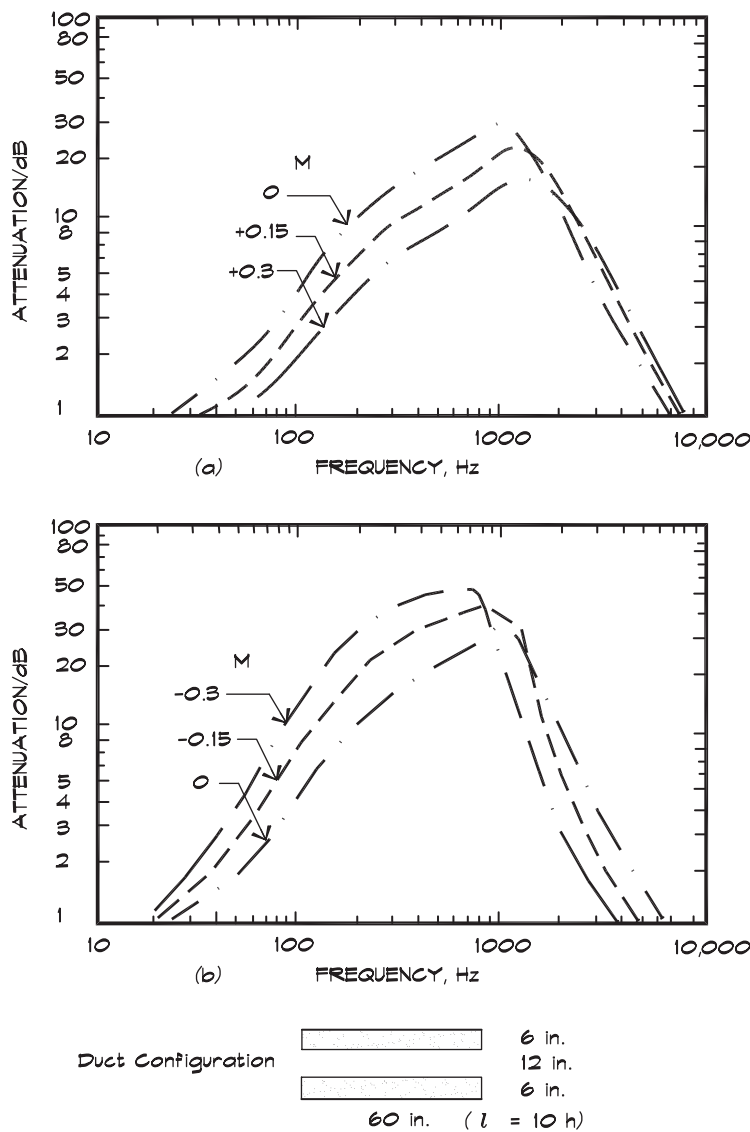 100
80
50
30
20
10
8
5
4
3
2
1
ATTENUATION/dB
M
0
+0.15
+0.3
10
100
1000
10,000
(a)
FREQUENCY, Hz
100
80
50
30
20
10
8
5
4
3
2
1
ATTENUATION/dB
M
-0.3
-0.15
0
10
100
1000
10,000
(b)
FREQUENCY, Hz
Duct Configuration
6 in.
12 in.
6 in.
60 in. ( l = 10 h)